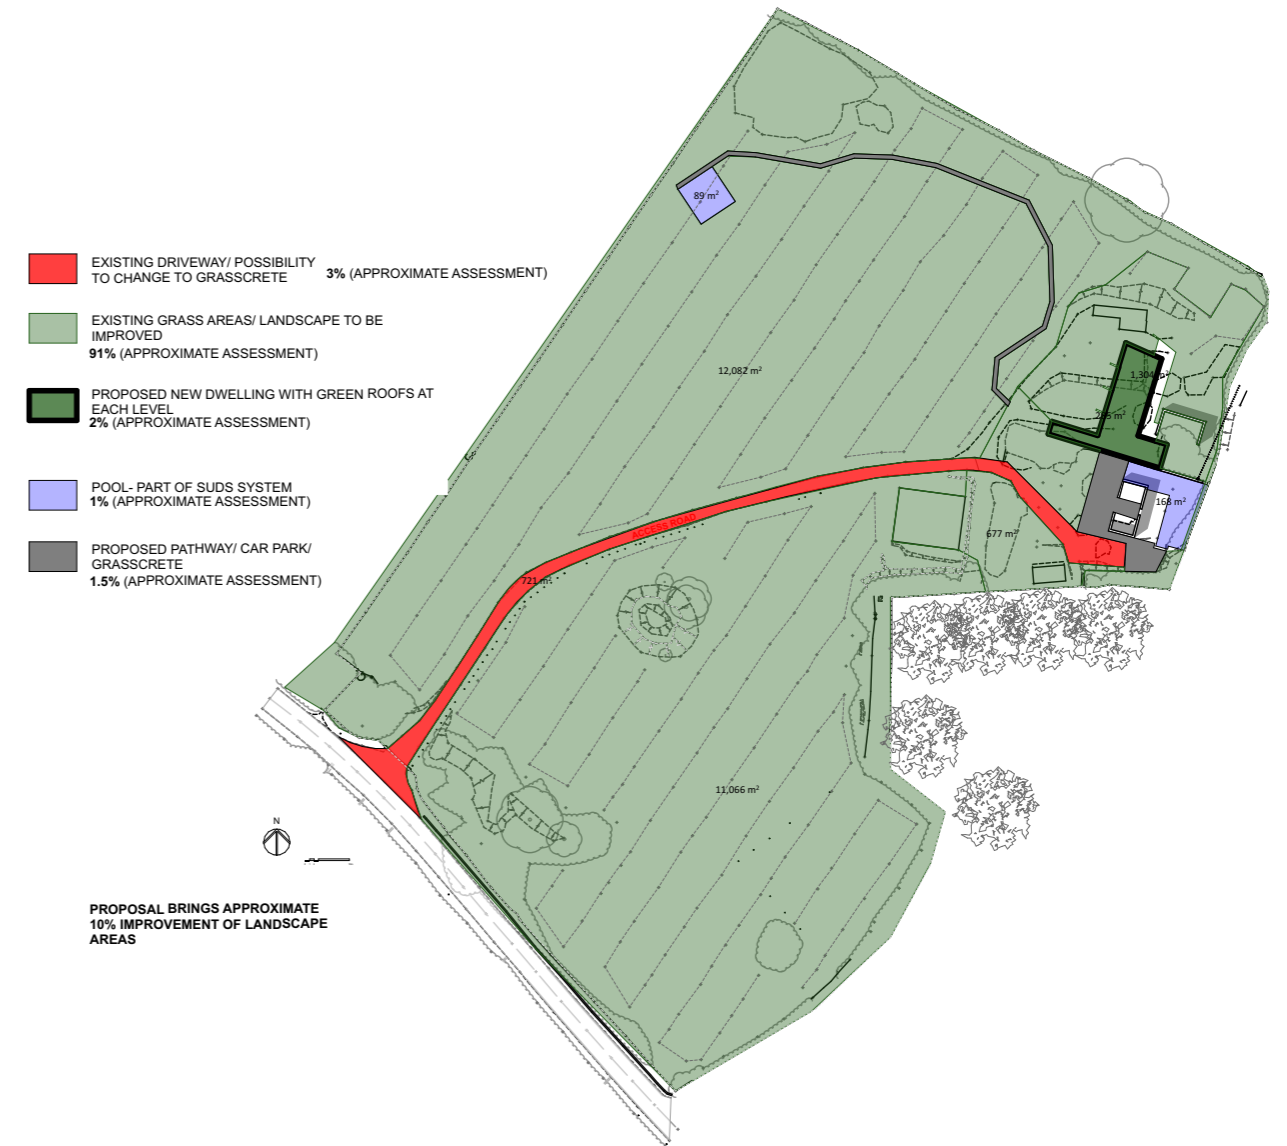 EXISTING DRIVEWAY/ POSSIBILITY
TO CHANGE TO GRASSCRETE 3% (APPROXIMATE ASSESSMENT)
EXISTING GRASS AREAS/ LANDSCAPE TO BE
IMPROVED
91% (APPROXIMATE ASSESSMENT)
PROPOSED NEW DWELLING WITH GREEN ROOFS AT
EACH LEVEL
2% (APPROXIMATE ASSESSMENT)
POOL- PART OF SUDS SYSTEM
1% (APPROXIMATE ASSESSMENT)
PROPOSED PATHWAY/ CAR PARK/
GRASSCRETE
1.5% (APPROXIMATE ASSESSMENT)
89 m²
12,082 m²
1,304 m²
m²
168 m²
677 m²
ACCESS ROAD
721 m²
11,066 m²
N
PROPOSAL BRINGS APPROXIMATE
10% IMPROVEMENT OF LANDSCAPE
AREAS